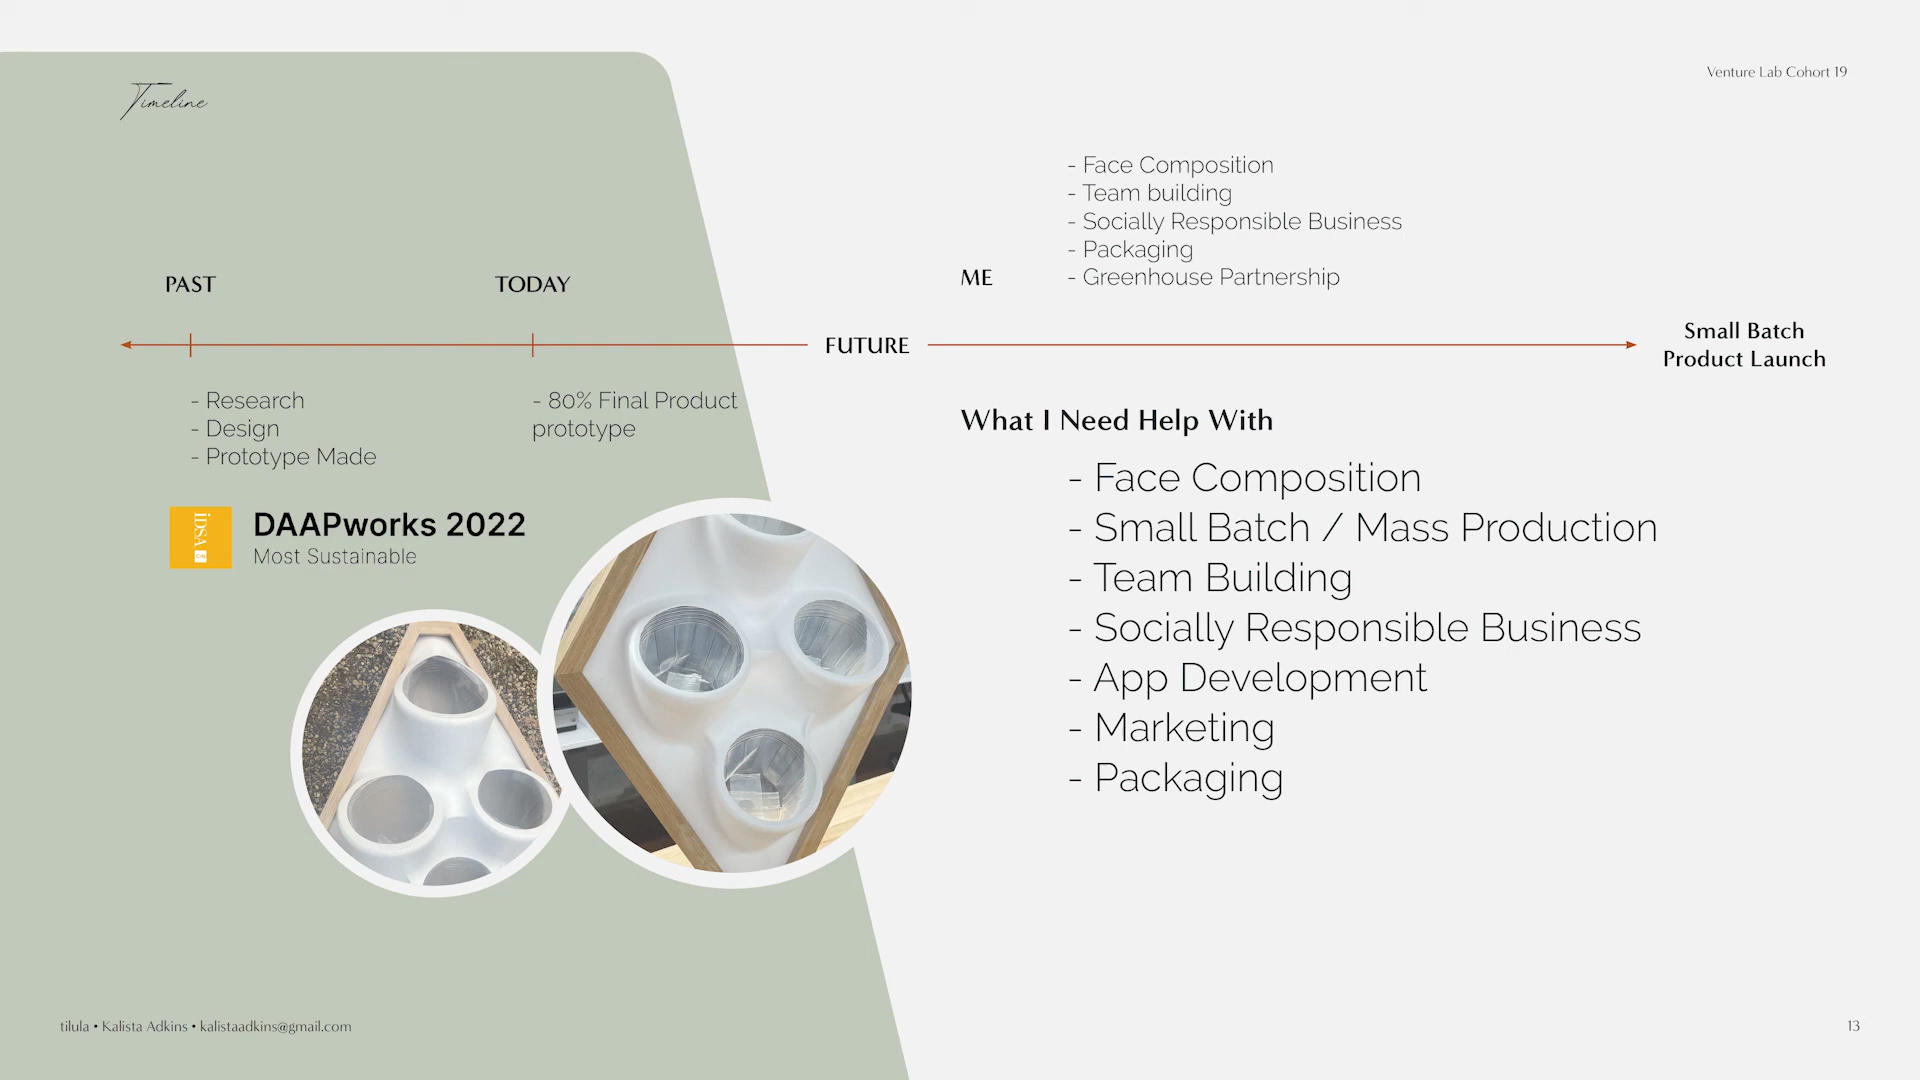 Timeline
Venture Lab Cohort 19
- Face Composition
- Team building
- Socially Responsible Business
- Packaging
- Greenhouse Partnership
ME
PAST
TODAY
FUTURE
Small Batch
Product Launch
- Research
- Design
- Prototype Made
- 80% Final Product
prototype
IDSA
DAAPworks 2022
Most Sustainable
What I Need Help With
- Face Composition
- Small Batch / Mass Production
- Team Building
- Socially Responsible Business
- App Development
- Marketing
- Packaging
tilula • Kalista Adkins • kalistaadkins@gmail.com
13